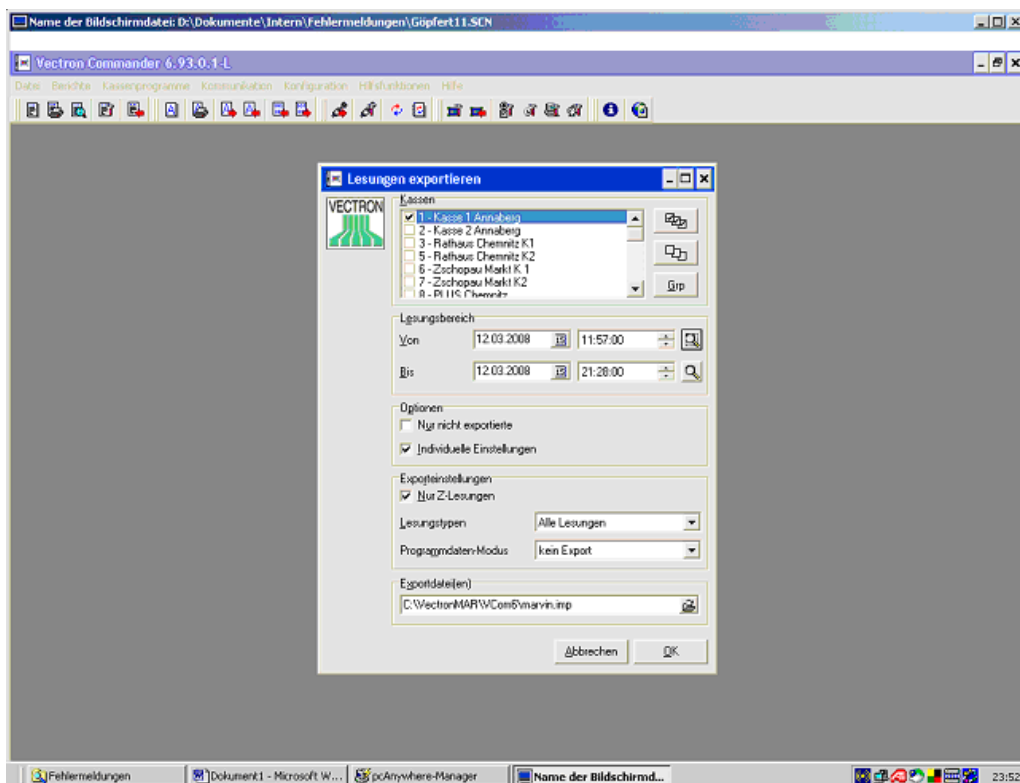 Name der Bildschirmdatei: D:\Dokumente\Intern\Fehlermeldungen\Göpfert11.SCN
Vectron Commander 6.93.0.1-L
Datei Berichte Kassenprogramme Kommunikation Konfiguration Hilfsfunktionen Hilfe
Lesungen exportieren
VECTRON
Kassen
1 - Kasse 1 Annaberg
2 - Kasse 2 Annaberg
3 - Rathaus Chemnitz K1
5 - Rathaus Chemnitz K2
6 - Zschopau Markt K 1
7 - Zschopau Markt K2
8 - PLUS Chemnitz
Grp
Lesungsbereich
Von 12.03.2008 11:57:00
Bis 12.03.2008 21:28:00
Optionen
Nur nicht exportierte
Individuelle Einstellungen
Exporteinstellungen
Nur Z-Lesungen
Lesungstypen Alle Lesungen
Programmdaten-Modus kein Export
Exportdatei(en)
C:\VectronMAR\VCom6\marvin.imp
Abbrechen OK
Fehlermeldungen Dokument1 - Microsoft W... pcAnywhere-Manager Name der Bildschirmd... 23:52